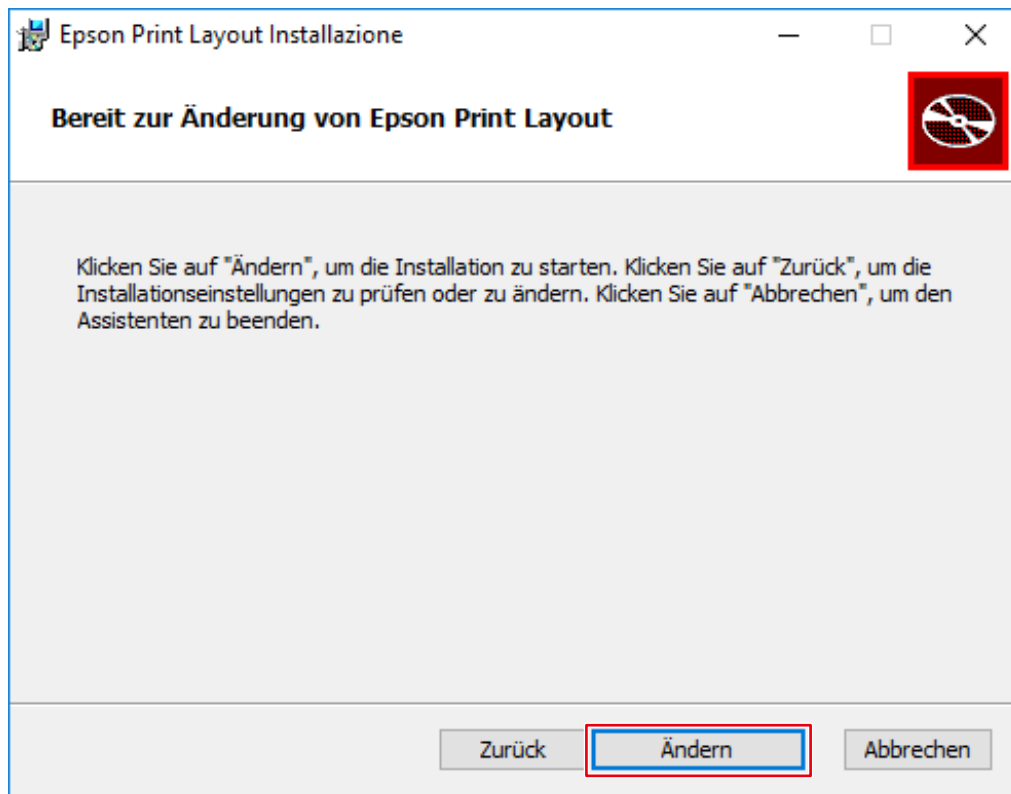 Epson Print Layout Installazione
Bereit zur Änderung von Epson Print Layout
Klicken Sie auf "Ändern", um die Installation zu starten. Klicken Sie auf "Zurück", um die
Installationseinstellungen zu prüfen oder zu ändern. Klicken Sie auf "Abbrechen", um den
Assistenten zu beenden.
Zurück Ändern Abbrechen